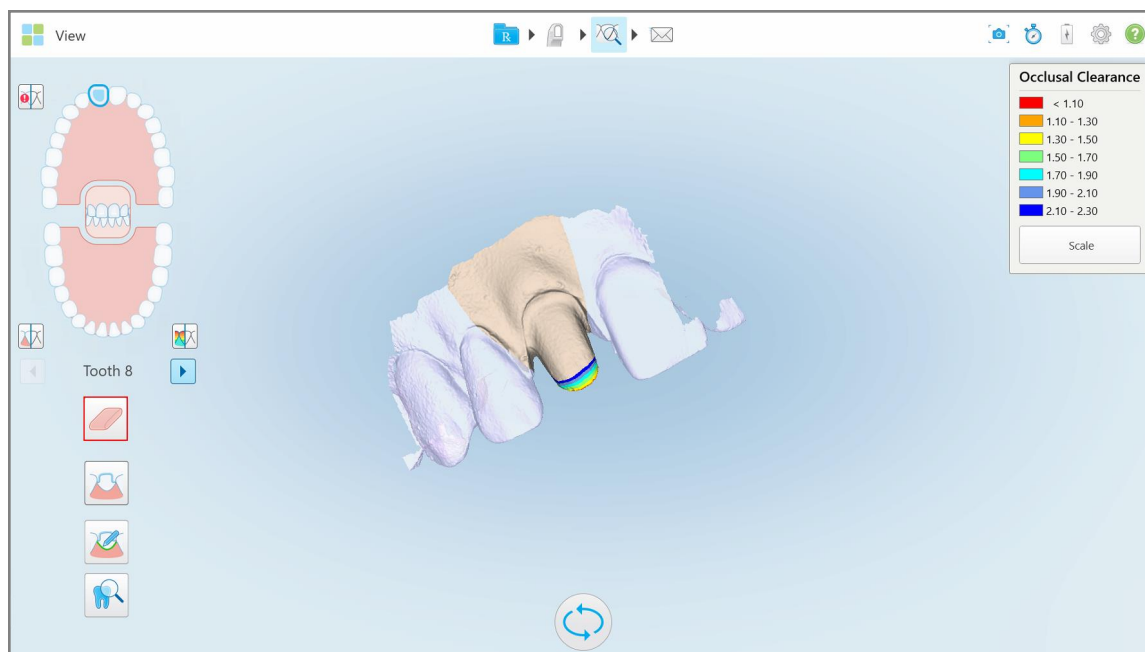 View
R
Occlusal Clearance
< 1.10
1.10 - 1.30
1.30 - 1.50
1.50 - 1.70
1.70 - 1.90
1.90 - 2.10
2.10 - 2.30
Scale
Tooth 8